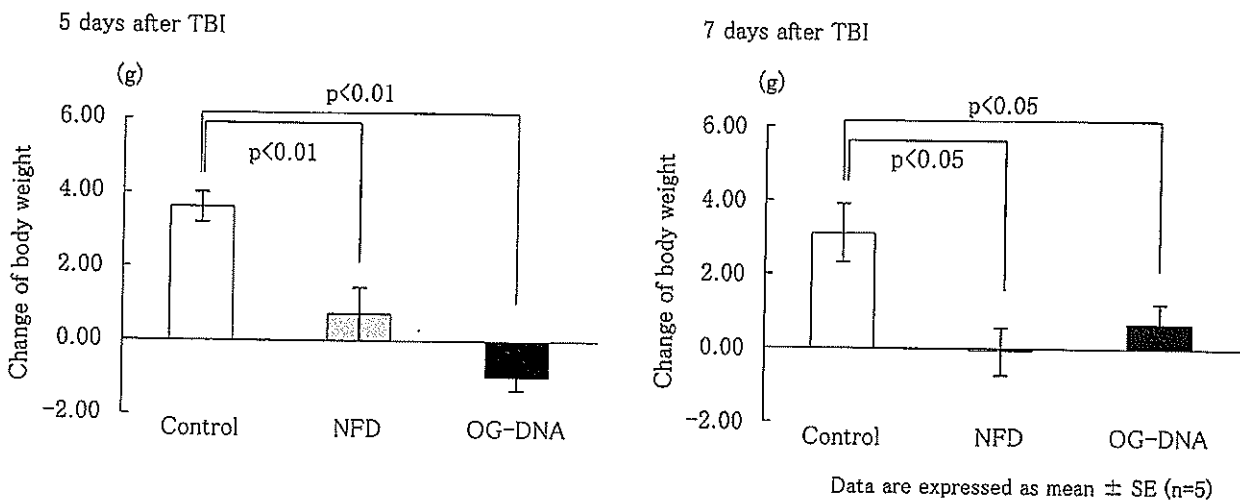 5 days after TBI
(g)
Change of body weight
6.00
4.00
2.00
0.00
-2.00
p<0.01
p<0.01
Control NFD OG-DNA
7 days after TBI
(g)
Change of body weight
6.00
4.00
2.00
0.00
-2.00
p<0.05
p<0.05
Control NFD OG-DNA
Data are expressed as mean ± SE (n=5)